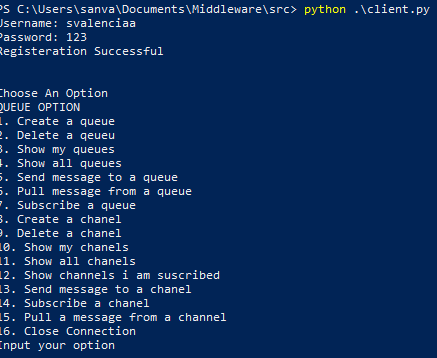 PS C:\Users\sanva\Documents\Middleware\src> python .\client.py
Username: svalenciaa
Password: 123
Registeration Successful
Choose An Option
QUEUE OPTION
1. Create a queue
2. Delete a queeu
3. Show my queues
4. Show all queues
5. Send message to a queue
6. Pull message from a queue
7. Subscribe a queue
8. Create a chanel
9. Delete a chanel
10. Show my chanels
11. Show all chanels
12. Show channels i am suscribed
13. Send message to a chanel
14. Subscribe a chanel
15. Pull a message from a channel
16. Close Connection
Input your option